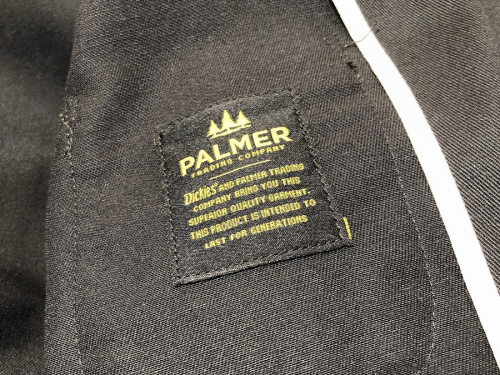 PALMER
TRADING COMPANY
Dickies® AND PALMER TRADING
COMPANY BRING YOU THIS
SUPERIOR QUALITY GARMENT.
THIS PRODUCT IS INTENDED TO
LAST FOR GENERATIONS